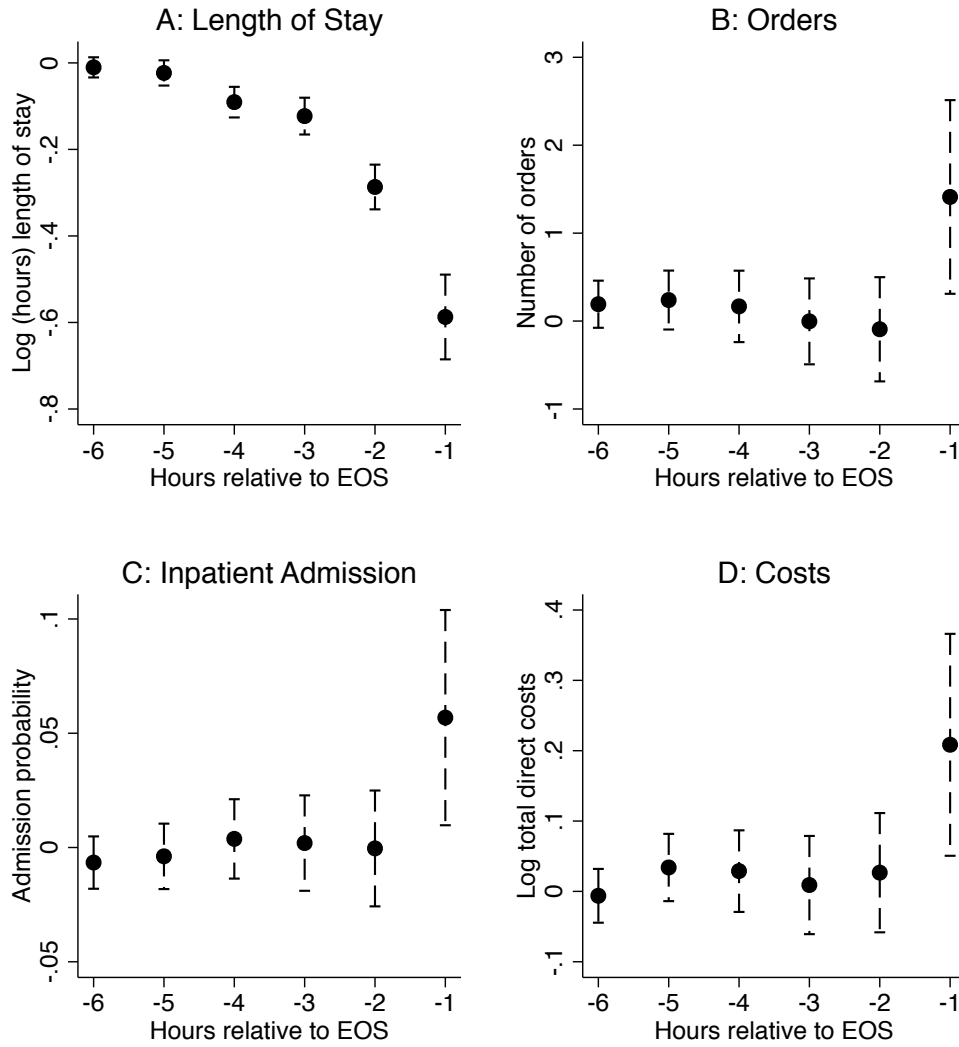 A: Length of Stay
Log (hours) length of stay
0
-.2
-.4
-.6
-.8
-6 -5 -4 -3 -2 -1
Hours relative to EOS
B: Orders
Number of orders
3
2
1
0
-1
-6 -5 -4 -3 -2 -1
Hours relative to EOS
C: Inpatient Admission
Admission probability
.1
.05
0
-.05
-6 -5 -4 -3 -2 -1
Hours relative to EOS
D: Costs
Log total direct costs
.4
.3
.2
.1
0
-.1
-6 -5 -4 -3 -2 -1
Hours relative to EOS